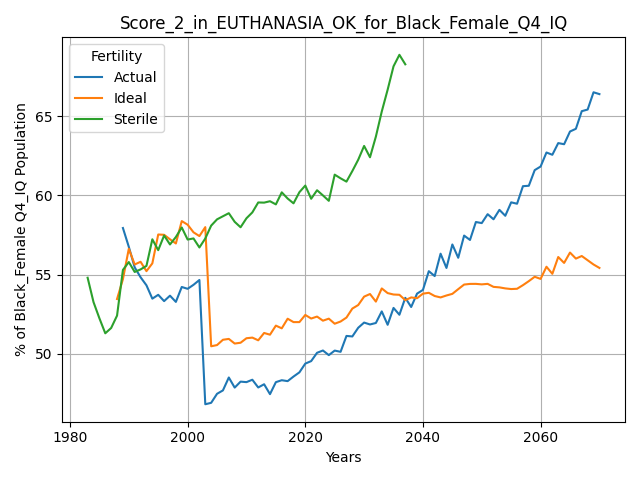 Score_2_in_EUTHANASIA_OK_for_Black_Female_Q4_IQ
Fertility
Actual
Ideal
Sterile
% of Black_Female Q4_IQ Population
65
60
55
50
1980
2000
2020
2040
2060
Years